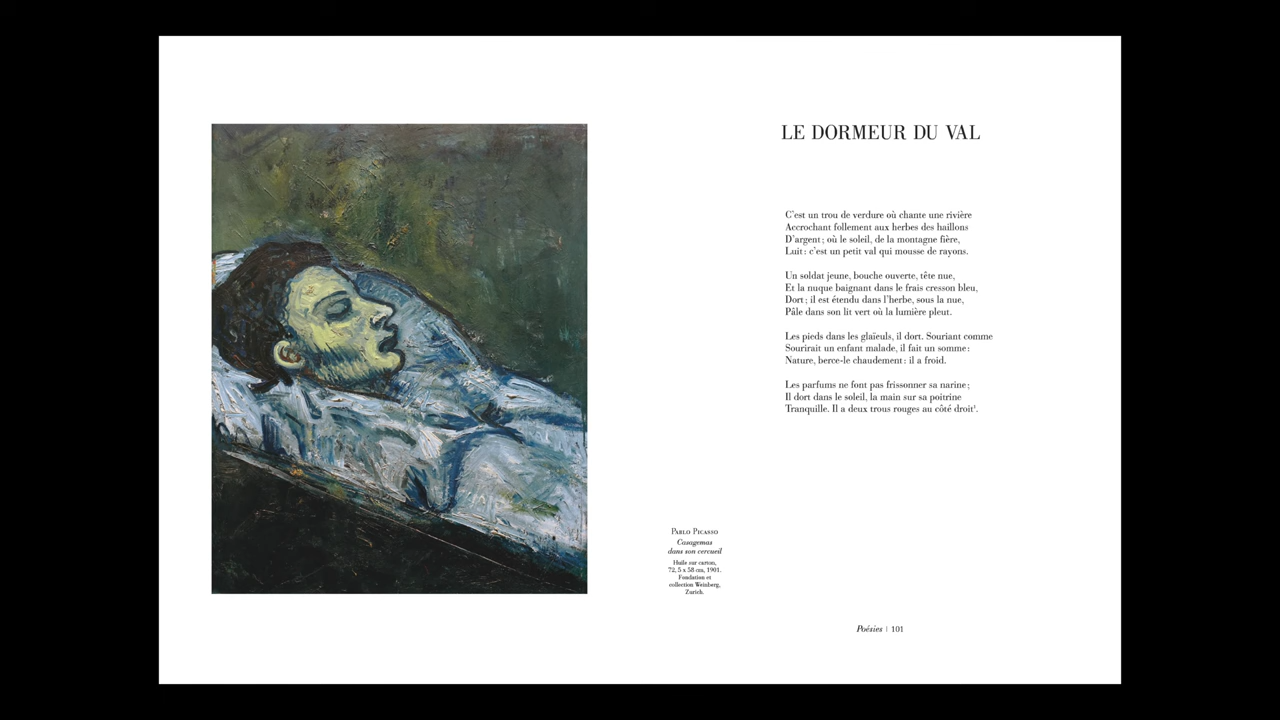 LE DORMEUR DU VAL
C'est un trou de verdure où chante une rivière
Accrochant follement aux herbes des haillons
D'argent ; où le soleil, de la montagne fière,
Luit : c'est un petit val qui mousse de rayons.
Un soldat jeune, bouche ouverte, tête nue,
Et la nuque baignant dans le frais cresson bleu,
Dort ; il est étendu dans l'herbe, sous la nue,
Pâle dans son lit vert où la lumière pleut.
Les pieds dans les glaïeuls, il dort. Souriant comme
Sourirait un enfant malade, il fait un somme :
Nature, berce-le chaudement : il a froid.
Les parfums ne font pas frissonner sa narine ;
Il dort dans le soleil, la main sur sa poitrine
Tranquille. Il a deux trous rouges au côté droit¹.
Pablo Picasso
Casagemas
dans son cercueil
Huile sur carton,
72, 5 x 58 cm, 1901.
Fondation et
collection Weinberg,
Zurich.
Poésies | 101